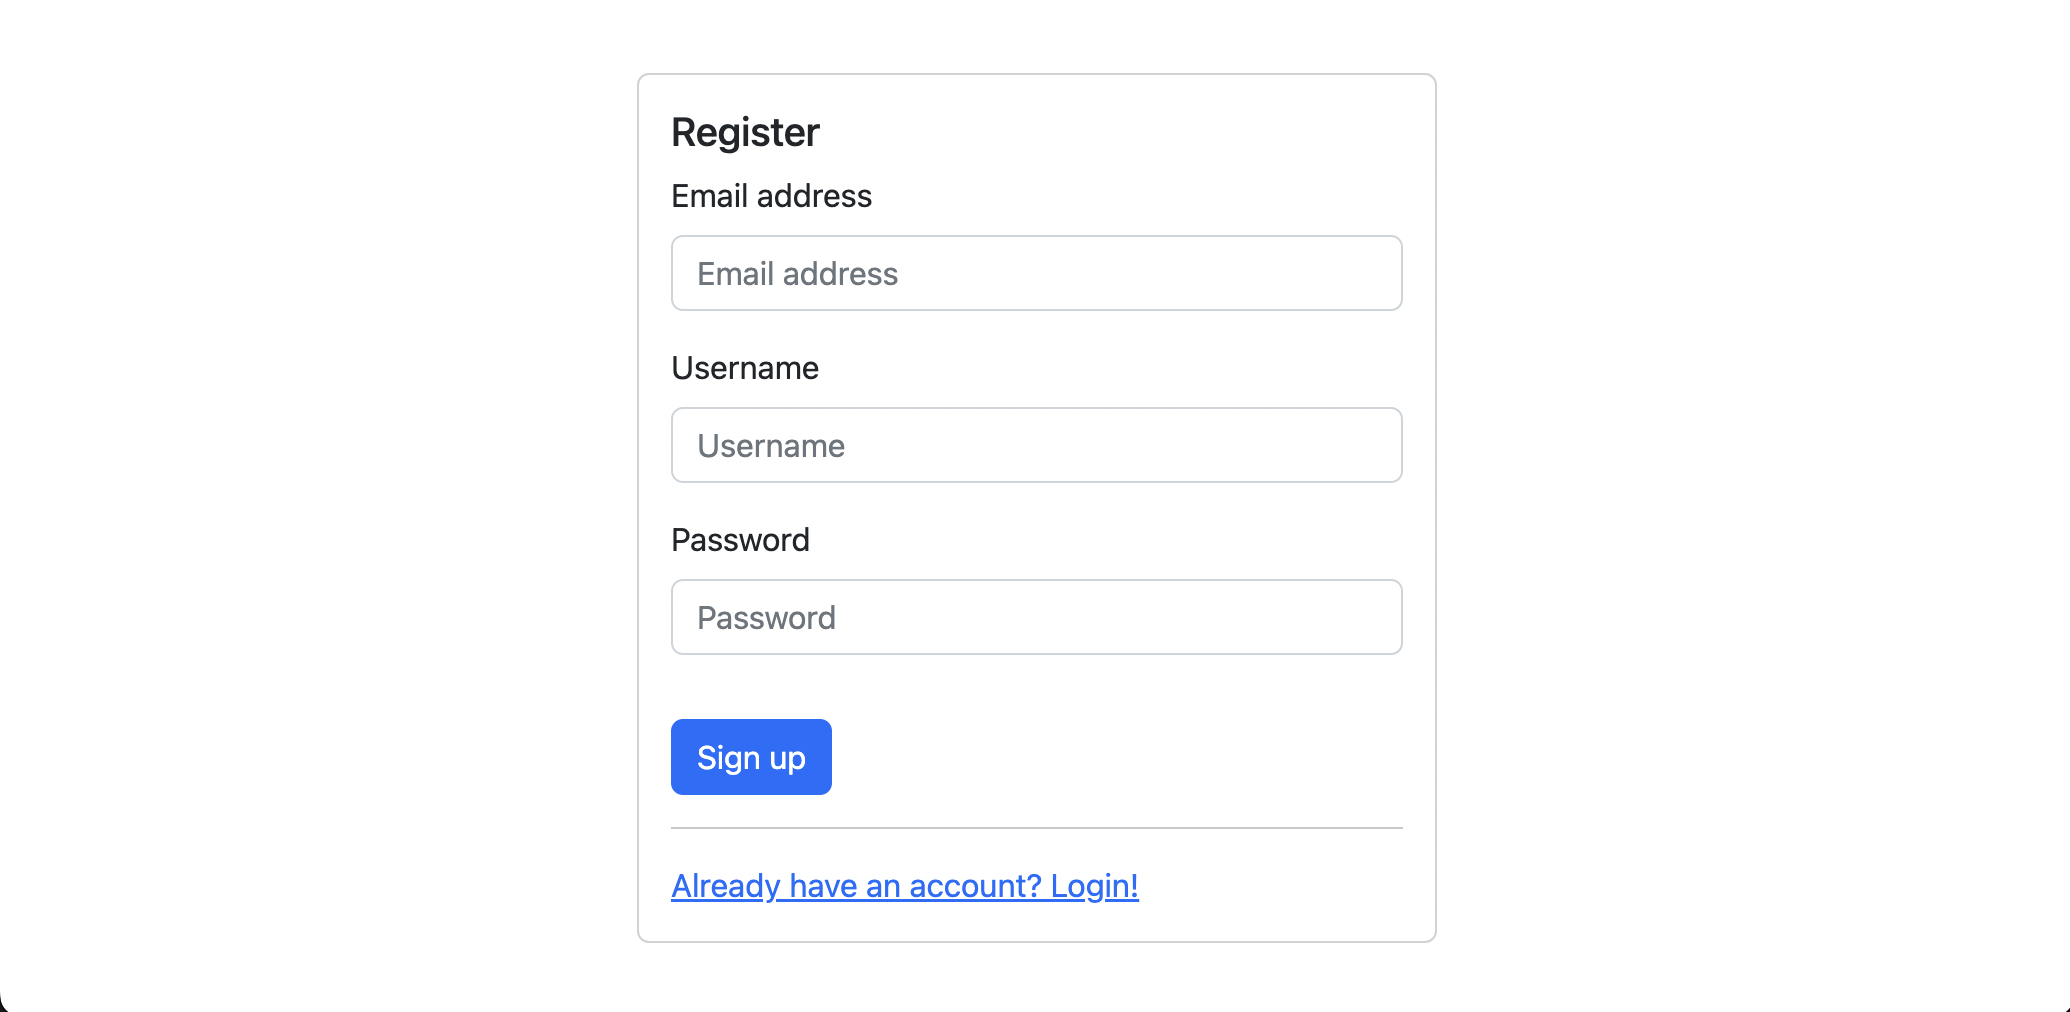 Register
Email address
Email address
Username
Username
Password
Password
Sign up
Already have an account? Login!